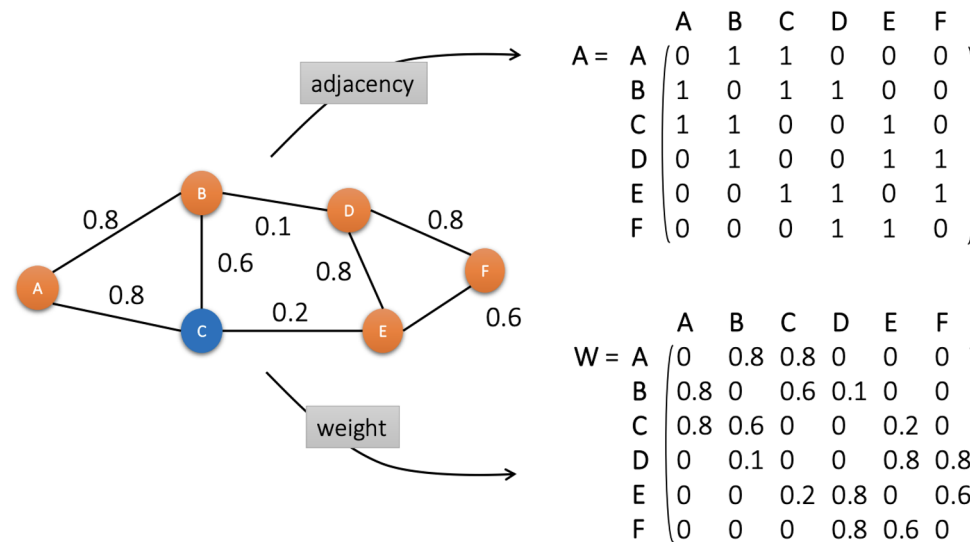 adjacency
B
0.8
0.1
D
0.8
0.6
0.8
F
A
0.8
0.2
0.6
C
E
weight
A B C D E F
A = A 0 1 1 0 0 0
B 1 0 1 1 0 0
C 1 1 0 0 1 0
D 0 1 0 0 1 1
E 0 0 1 1 0 1
F 0 0 0 1 1 0
A B C D E F
W = A 0 0.8 0.8 0 0 0
B 0.8 0 0.6 0.1 0 0
C 0.8 0.6 0 0 0.2 0
D 0 0.1 0 0 0.8 0.8
E 0 0 0.2 0.8 0 0.6
F 0 0 0 0.8 0.6 0